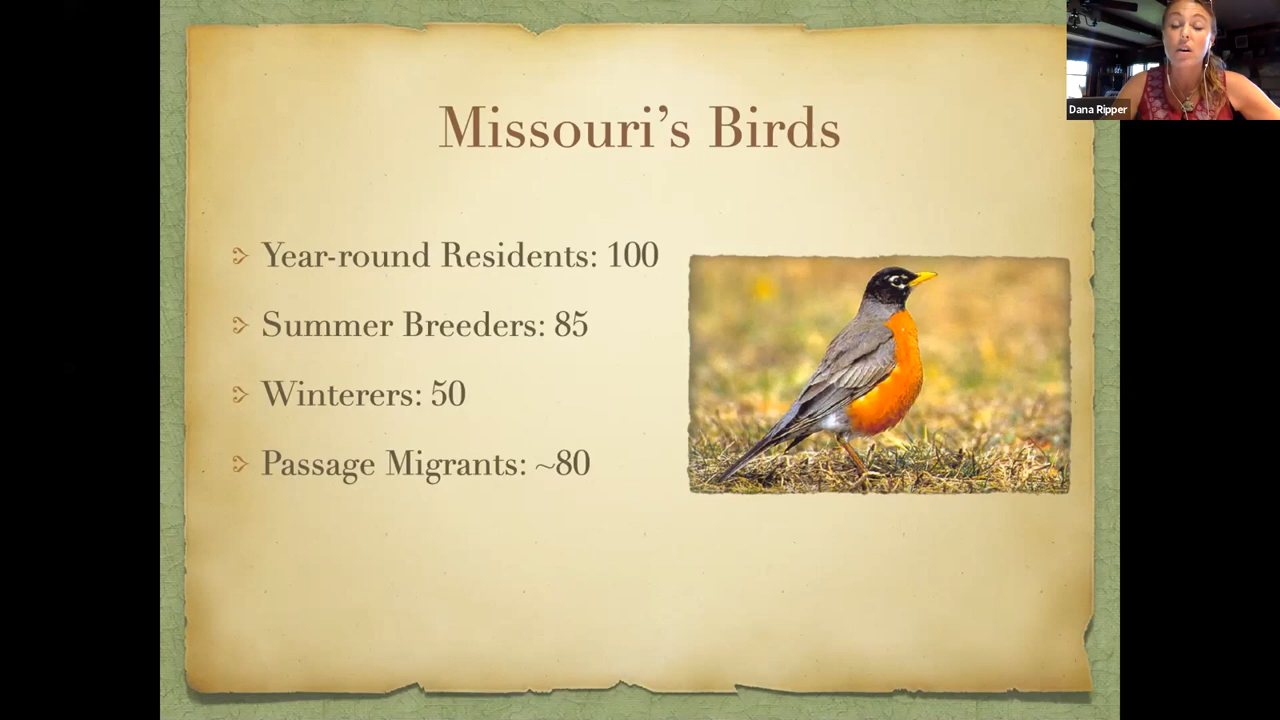 Missouri's Birds
Year-round Residents: 100
Summer Breeders: 85
Winterers: 50
Passage Migrants: ~80
Dana Ripper